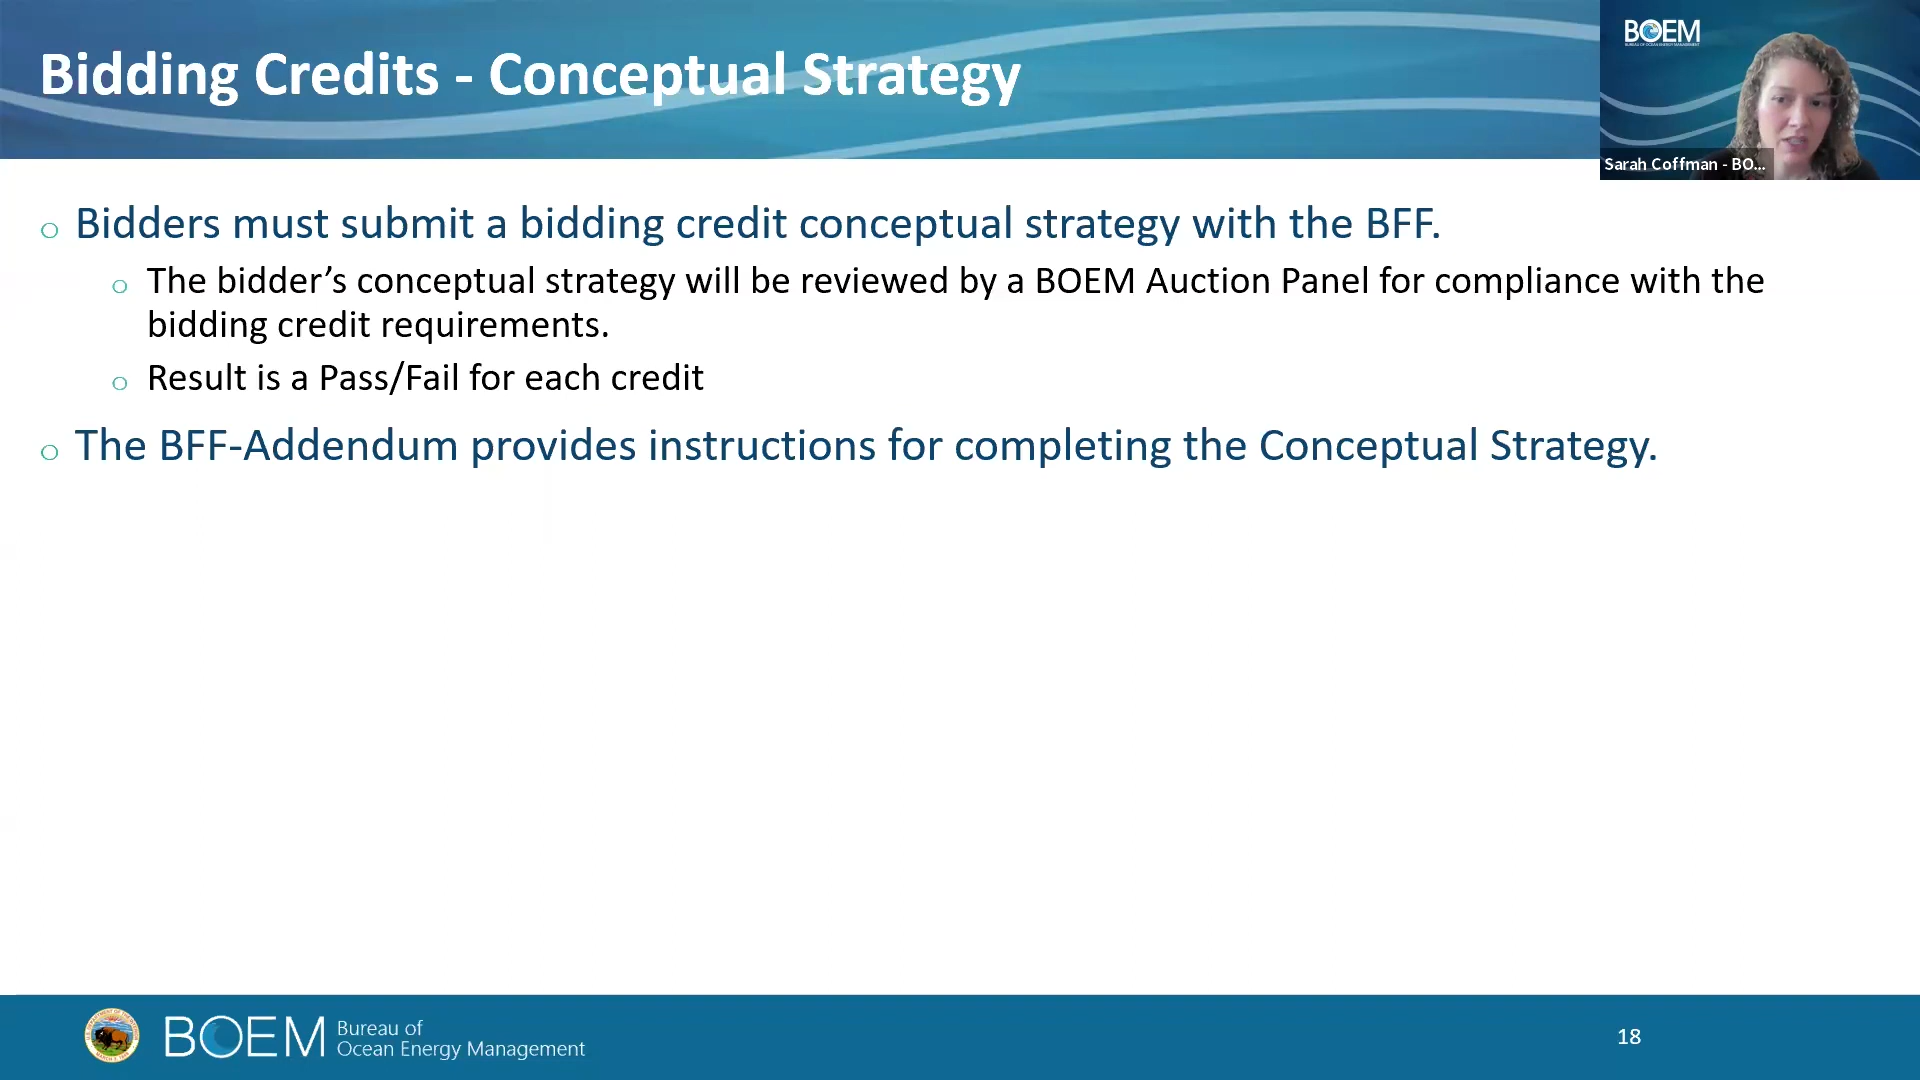 Bidding Credits - Conceptual Strategy
BOEM
Sarah Coffman - BO...
Bidders must submit a bidding credit conceptual strategy with the BFF.
The bidder’s conceptual strategy will be reviewed by a BOEM Auction Panel for compliance with the
bidding credit requirements.
Result is a Pass/Fail for each credit
The BFF-Addendum provides instructions for completing the Conceptual Strategy.
BOEM
Bureau of
Ocean Energy Management
18